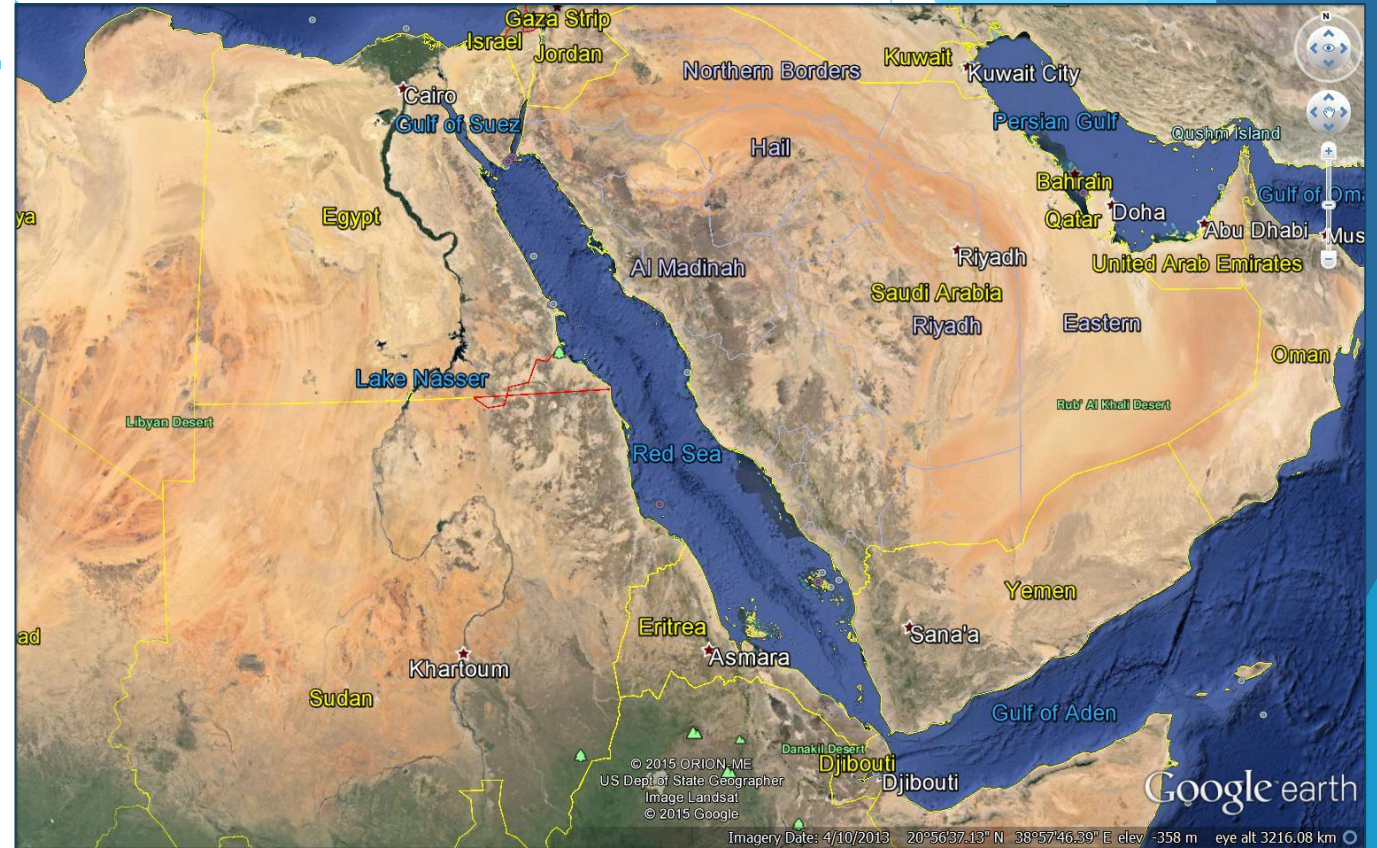 Gaza Strip
Israel
Jordan
Northern Borders
Kuwait
Kuwait City
N
Cairo
Gulf of Suez
Persian Gulf
Qushm Island
Hail
Bahrain
Gulf of Om
ya
Egypt
Qatar
Doha
Abu Dhabi
Mus
Al Madinah
Riyadh
United Arab Emirates
Saudi Arabia
Riyadh
Eastern
Oman
Lake Nasser
Rub' Al Khali Desert
Libyan Desert
Red Sea
Yemen
ad
Eritrea
Sana'a
Khartoum
Asmara
Sudan
Gulf of Aden
Danakil Desert
Djibouti
Djibouti
© 2015 ORION-ME
US Dept of State Geographer
Image Landsat
© 2015 Google
Google earth
Imagery Date: 4/10/2013 20°56'37.13" N 38°57'46.39" E elev -358 m eye alt 3216.08 km